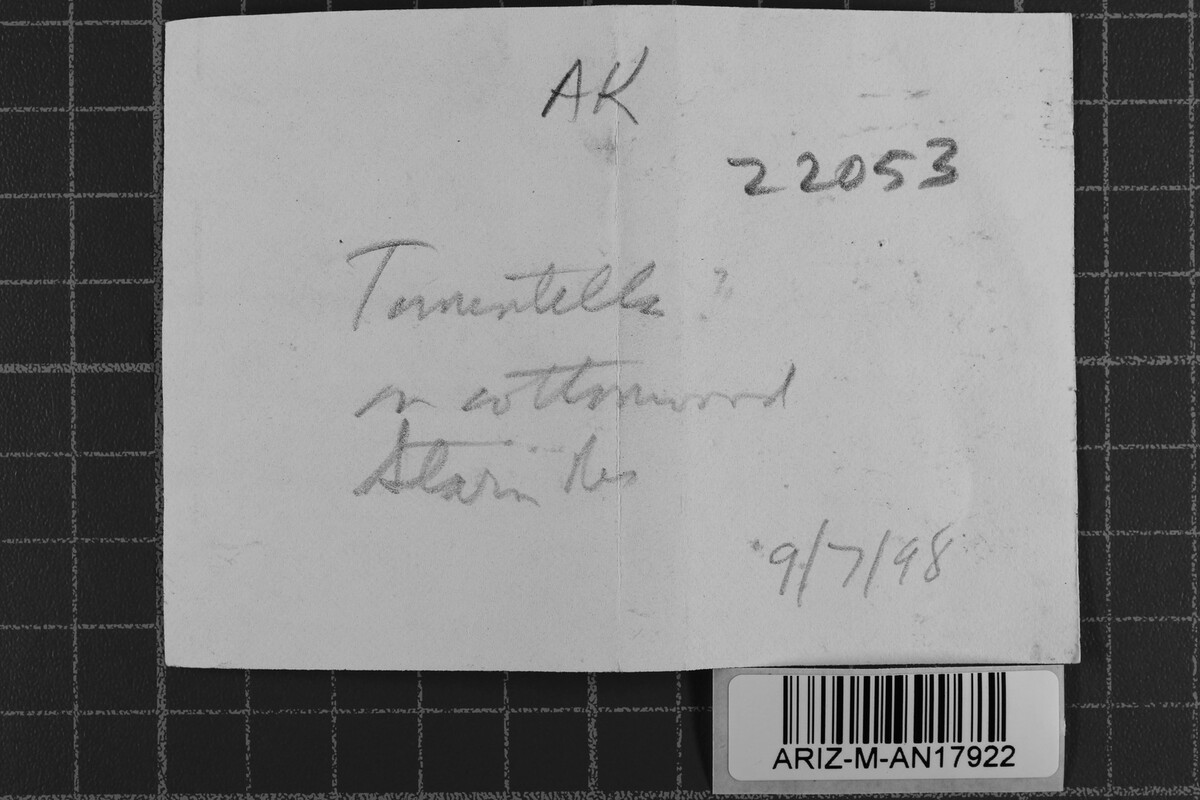 AK
22053
Tomentella ?
on cottonwood
9/7/98
ARIZ-M-AN17922